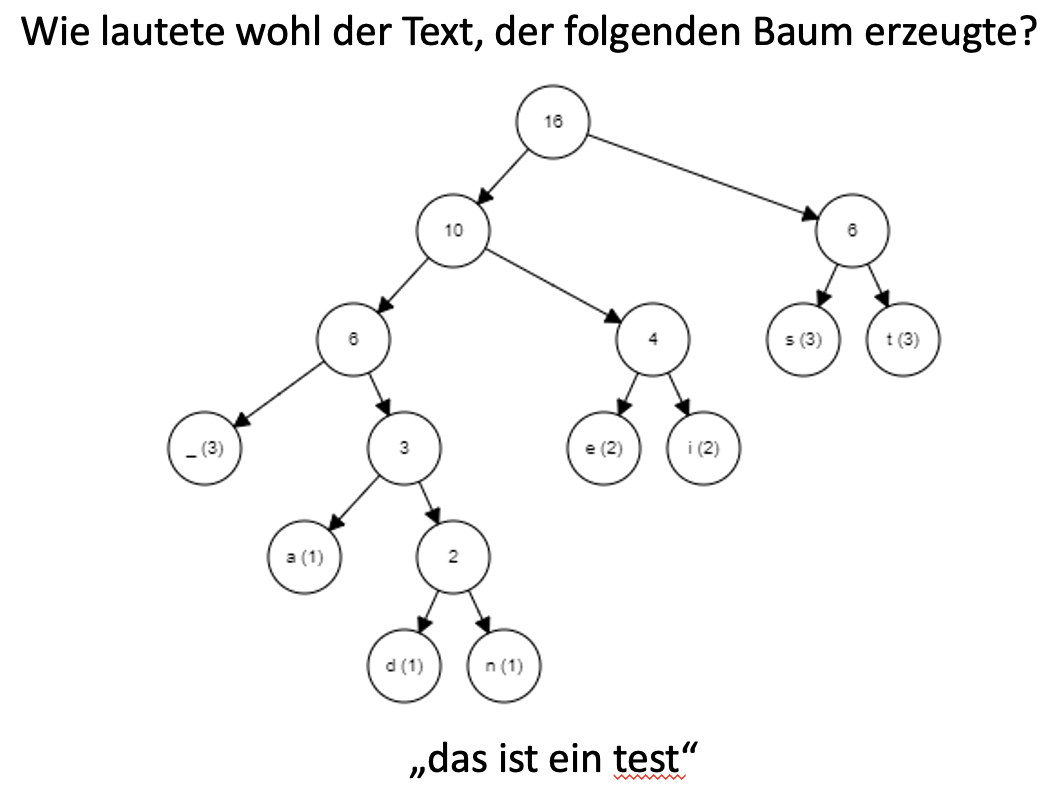 Wie lautete wohl der Text, der folgenden Baum erzeugte?
16
10
6
6
4
s (3)
t (3)
_ (3)
3
e (2)
i (2)
a (1)
2
d (1)
n (1)
„das ist ein test“